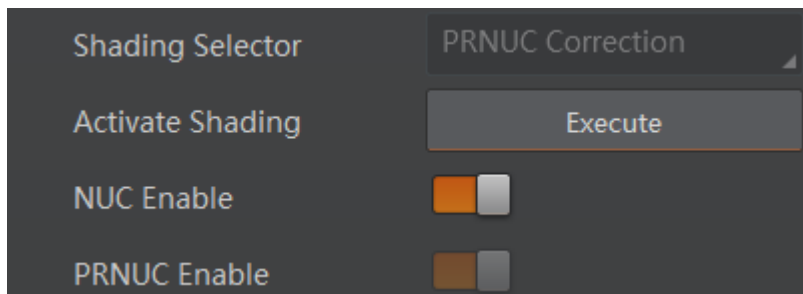 Shading Selector PRNUC Correction
Activate Shading Execute
NUC Enable
PRNUC Enable